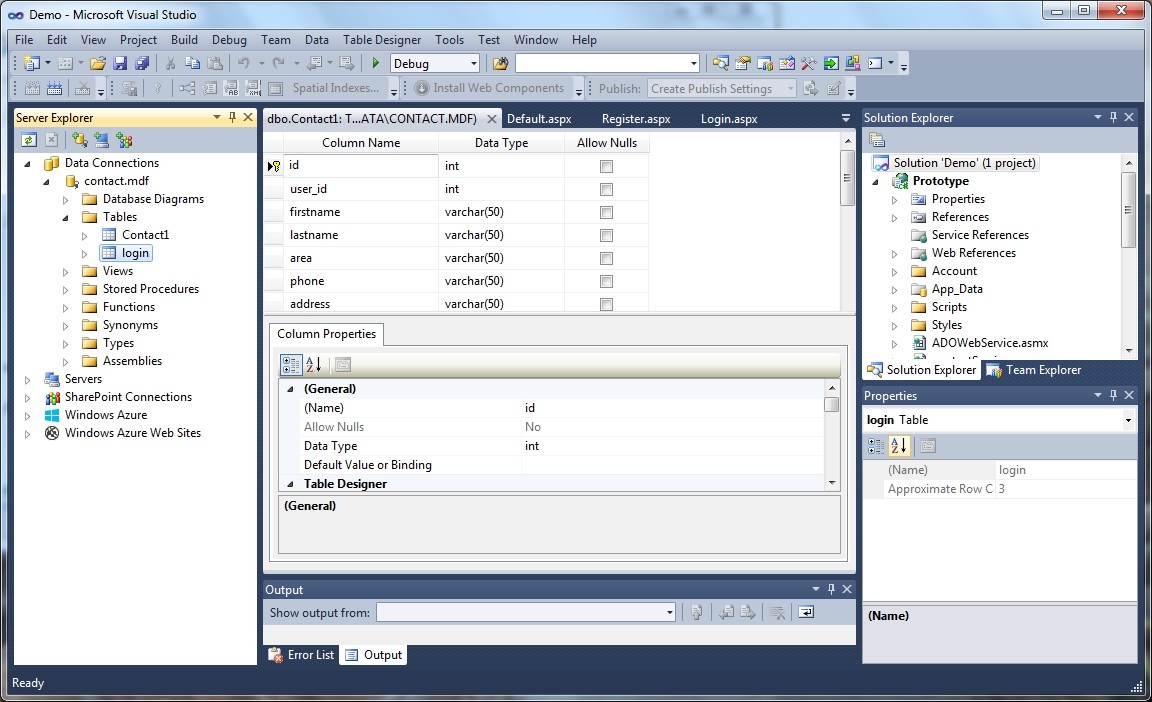 Demo - Microsoft Visual Studio
File Edit View Project Build Debug Team Data Table Designer Tools Test Window Help
Debug
Spatial Indexes... Install Web Components Publish: Create Publish Settings
Server Explorer
Data Connections
contact.mdf
Database Diagrams
Tables
Contact1
login
Views
Stored Procedures
Functions
Synonyms
Types
Assemblies
Servers
SharePoint Connections
Windows Azure
Windows Azure Web Sites
dbo.Contact1: T...ATA\CONTACT.MDF) Default.aspx Register.aspx Login.aspx
Column Name Data Type Allow Nulls
id int
user_id int
firstname varchar(50)
lastname varchar(50)
area varchar(50)
phone varchar(50)
address varchar(50)
Column Properties
(General)
(Name) id
Allow Nulls No
Data Type int
Default Value or Binding
Table Designer
(General)
Output
Show output from:
Error List Output
Solution Explorer
Solution 'Demo' (1 project)
Prototype
Properties
References
Service References
Web References
Account
App_Data
Scripts
Styles
ADOWebService.asmx
Solution Explorer Team Explorer
Properties
login Table
(Name) login
Approximate Row C 3
(Name)
Ready